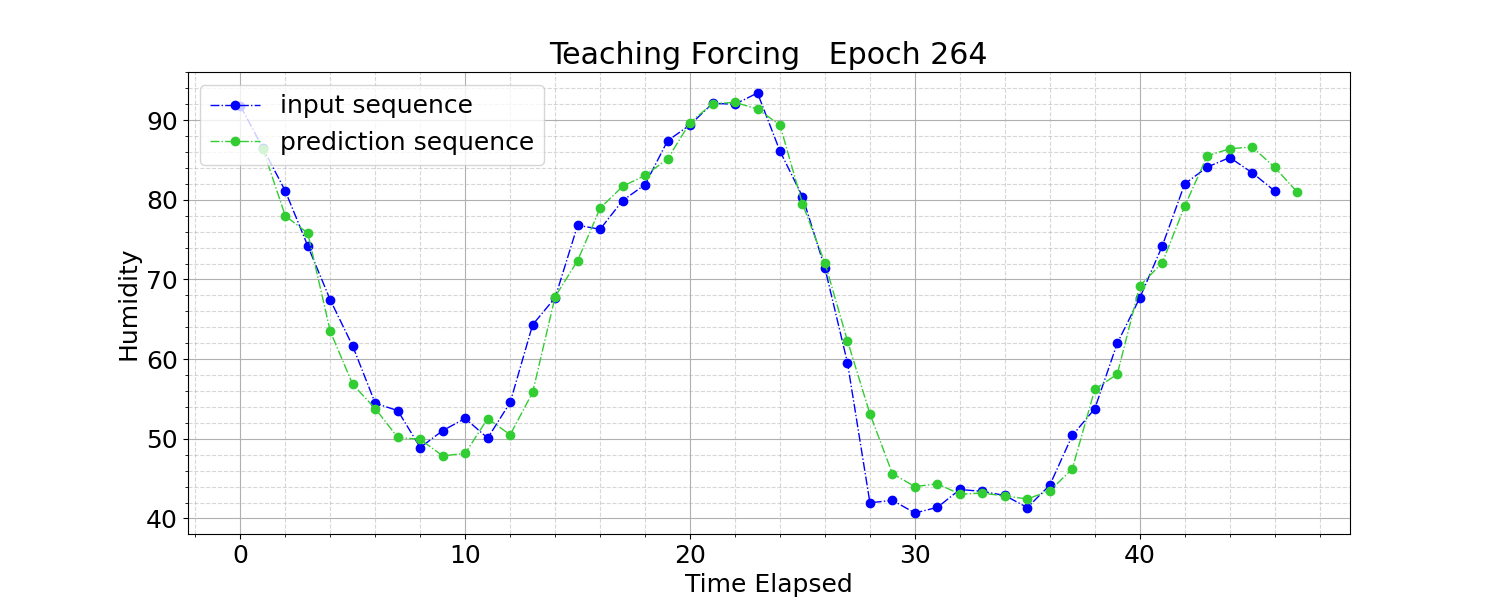 Teaching Forcing   Epoch 264
input sequence
prediction sequence
90
80
70
60
50
40
Humidity
0 10 20 30 40
Time Elapsed